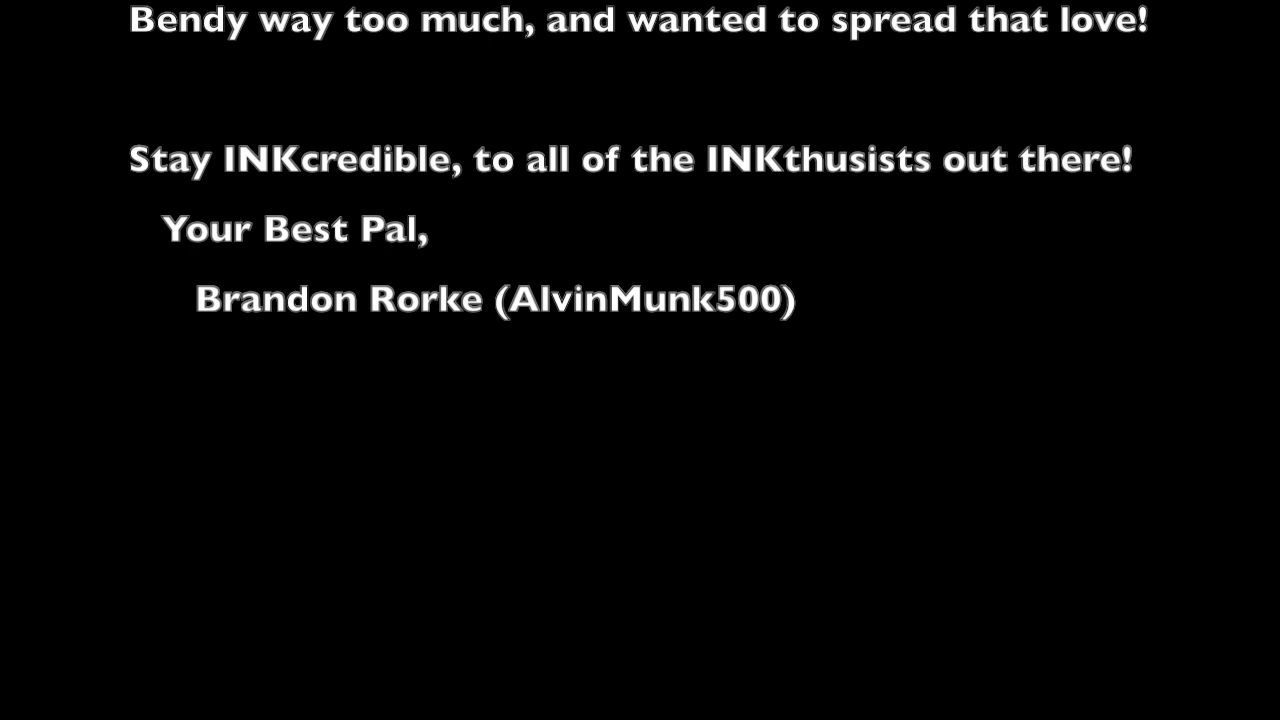 Bendy way too much, and wanted to spread that love!
Stay INKcredible, to all of the INKthusists out there!
Your Best Pal,
Brandon Rorke (AlvinMunk500)